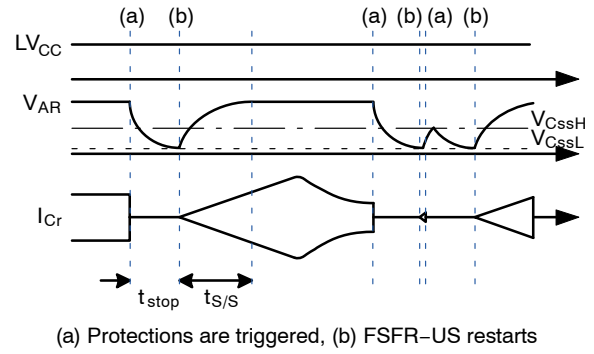 (a) (b) (a) (b) (a) (b)
LVCC
VAR
VCssH
VCssL
ICr
tstop tS/S
(a) Protections are triggered, (b) FSFR−US restarts